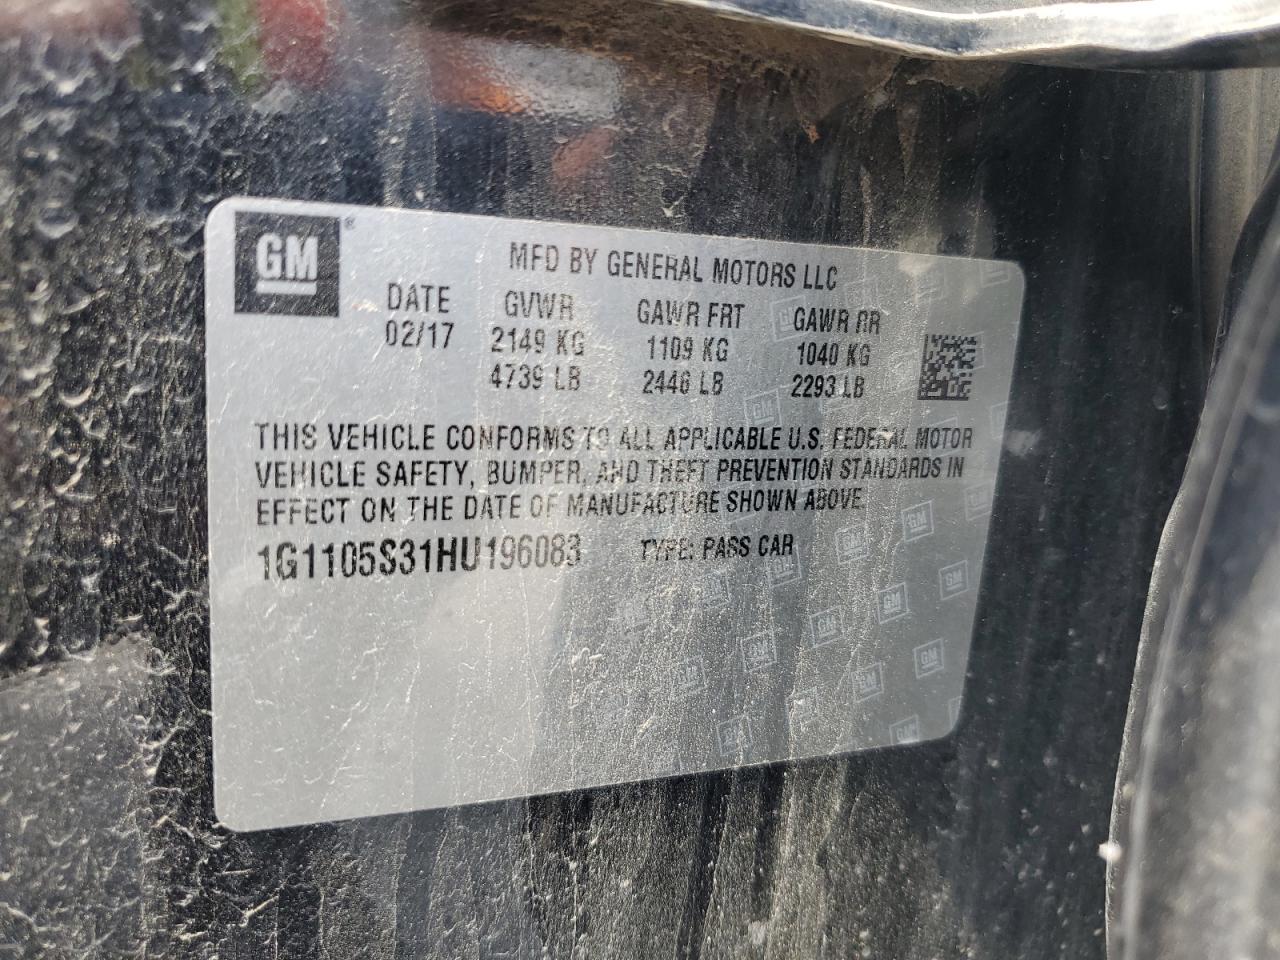 GM®
MFD BY GENERAL MOTORS LLC
DATE GVWR GAWR FRT GAWR RR
02/17 2149 KG 1109 KG 1040 KG
4739 LB 2446 LB 2293 LB
THIS VEHICLE CONFORMS TO ALL APPLICABLE U.S. FEDERAL MOTOR
VEHICLE SAFETY, BUMPER, AND THEFT PREVENTION STANDARDS IN
EFFECT ON THE DATE OF MANUFACTURE SHOWN ABOVE.
1G1105S31HU196083 TYPE: PASS CAR